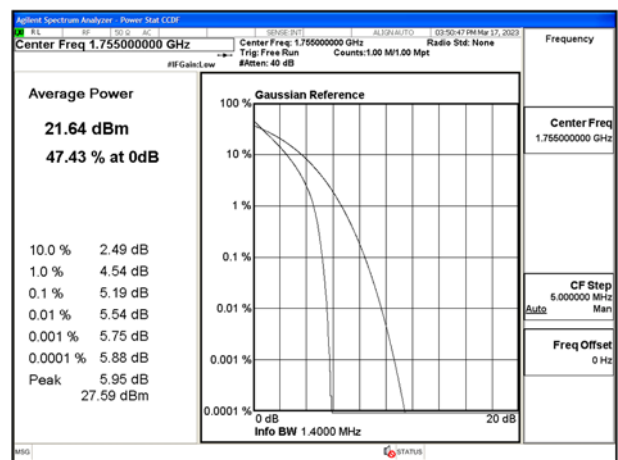 Agilent Spectrum Analyzer - Power Stat CCDF
RL RF 50 Ω AC SENSE:INT ALIGN AUTO 03:50:47 PM Mar 17, 2023
Center Freq 1.755000000 GHz
Center Freq: 1.755000000 GHz Radio Std: None
Trig: Free Run Counts:1.00 M/1.00 Mpt
#IFGain:Low #Atten: 40 dB
Frequency
Average Power
21.64 dBm
47.43 % at 0dB
10.0 % 2.49 dB
1.0 % 4.54 dB
0.1 % 5.19 dB
0.01 % 5.54 dB
0.001 % 5.75 dB
0.0001 % 5.88 dB
Peak 5.95 dB
27.59 dBm
Gaussian Reference
100 %
10 %
1 %
0.1 %
0.01 %
0.001 %
0.0001 %
0 dB 20 dB
Info BW 1.4000 MHz
Center Freq
1.755000000 GHz
CF Step
5.000000 MHz
Auto Man
Freq Offset
0 Hz
MSG STATUS